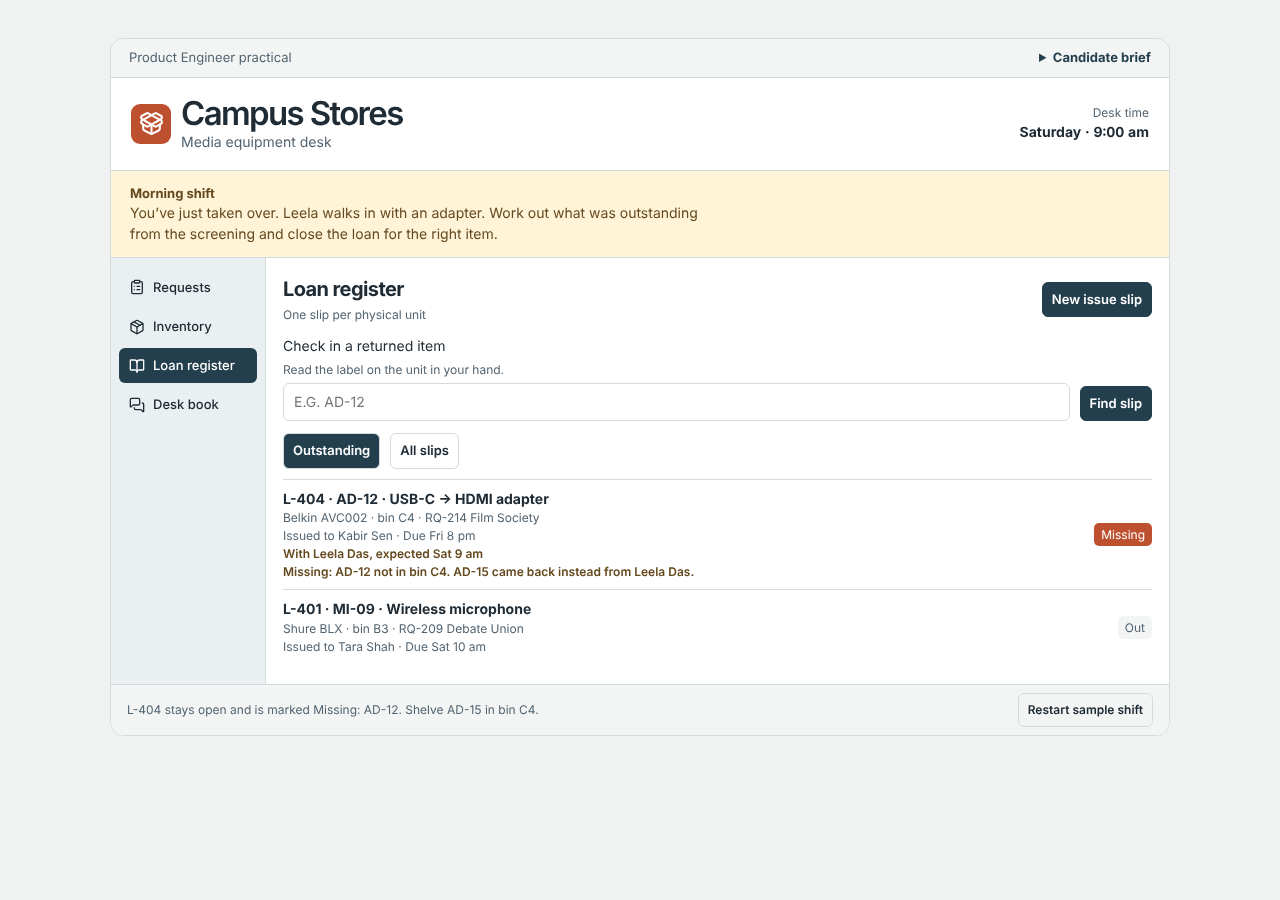 Product Engineer practical
▶ Candidate brief
Campus Stores
Media equipment desk
Desk time
Saturday · 9:00 am
Morning shift
You’ve just taken over. Leela walks in with an adapter. Work out what was outstanding
from the screening and close the loan for the right item.
Requests
Inventory
Loan register
Desk book
Loan register
One slip per physical unit
New issue slip
Check in a returned item
Read the label on the unit in your hand.
E.G. AD-12
Find slip
Outstanding
All slips
L-404 · AD-12 · USB-C → HDMI adapter
Belkin AVC002 · bin C4 · RQ-214 Film Society
Issued to Kabir Sen · Due Fri 8 pm
With Leela Das, expected Sat 9 am
Missing: AD-12 not in bin C4. AD-15 came back instead from Leela Das.
Missing
L-401 · MI-09 · Wireless microphone
Shure BLX · bin B3 · RQ-209 Debate Union
Issued to Tara Shah · Due Sat 10 am
Out
L-404 stays open and is marked Missing: AD-12. Shelve AD-15 in bin C4.
Restart sample shift